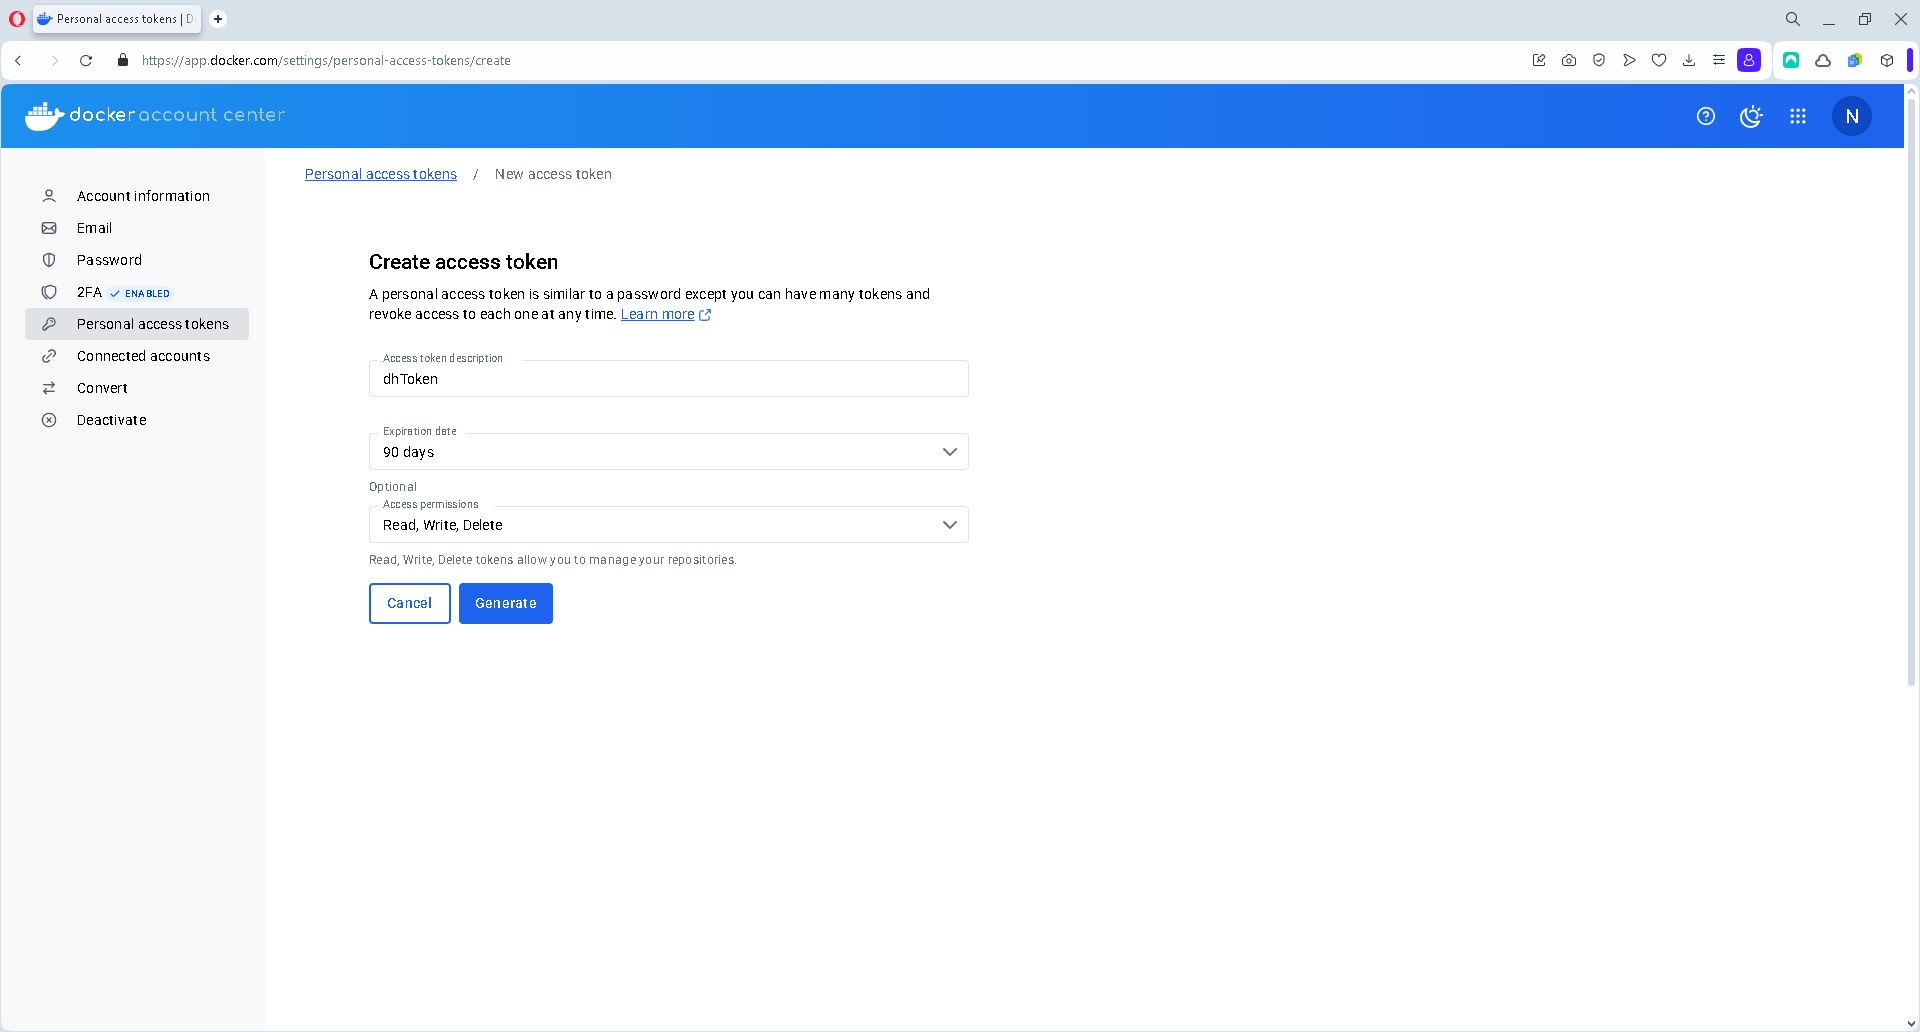 Personal access tokens | D
https://app.docker.com/settings/personal-access-tokens/create
docker account center
N
Personal access tokens / New access token
Account information
Email
Password
2FA ENABLED
Personal access tokens
Connected accounts
Convert
Deactivate
Create access token
A personal access token is similar to a password except you can have many tokens and
revoke access to each one at any time. Learn more
Access token description
dhToken
Expiration date
90 days
Optional
Access permissions
Read, Write, Delete
Read, Write, Delete tokens allow you to manage your repositories.
Cancel Generate